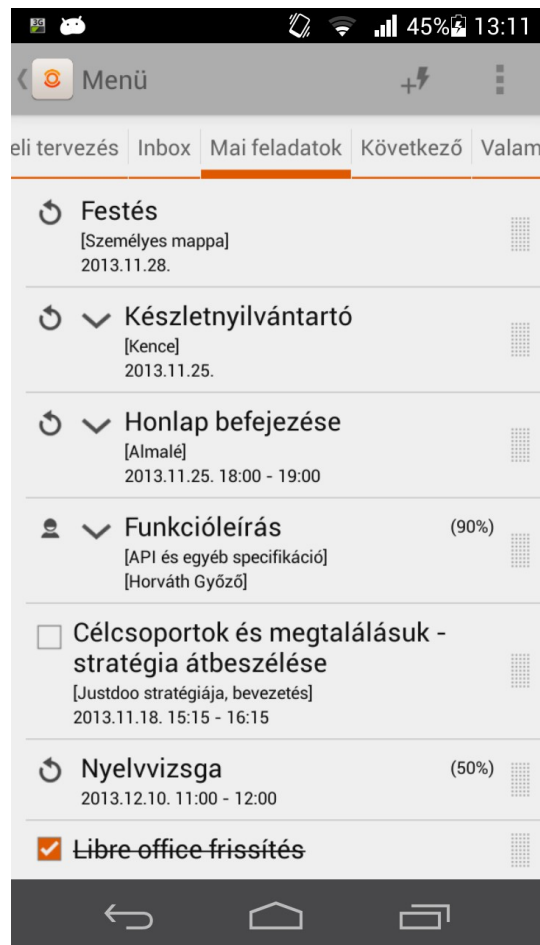 3G
45% 13:11
Menü
eli tervezés Inbox Mai feladatok Következő Valam
Festés
[Személyes mappa]
2013.11.28.
Készletnyilvántartó
[Kence]
2013.11.25.
Honlap befejezése
[Almalé]
2013.11.25. 18:00 - 19:00
Funkcióleírás (90%)
[API és egyéb specifikáció]
[Horváth Győző]
Célcsoportok és megtalálásuk -
stratégia átbeszélése
[Justdoo stratégiája, bevezetés]
2013.11.18. 15:15 - 16:15
Nyelvvizsga (50%)
2013.12.10. 11:00 - 12:00
Libre office frissítés